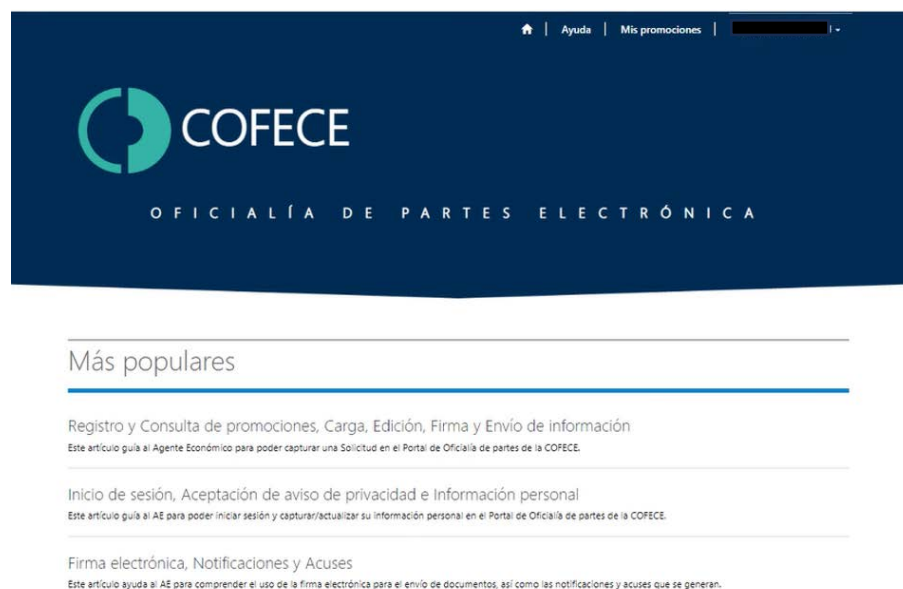 Ayuda | Mis promociones |
COFECE
OFICIALÍA DE PARTES ELECTRÓNICA
Más populares
Registro y Consulta de promociones, Carga, Edición, Firma y Envío de información
Este artículo guía al Agente Económico para poder capturar una Solicitud en el Portal de Oficialía de partes de la COFECE.
Inicio de sesión, Aceptación de aviso de privacidad e Información personal
Este artículo guía al AE para poder iniciar sesión y capturar/actualizar su información personal en el Portal de Oficialía de partes de la COFECE.
Firma electrónica, Notificaciones y Acuses
Este artículo ayuda al AE para comprender el uso de la firma electrónica para el envío de documentos, así como las notificaciones y acuses que se generan.